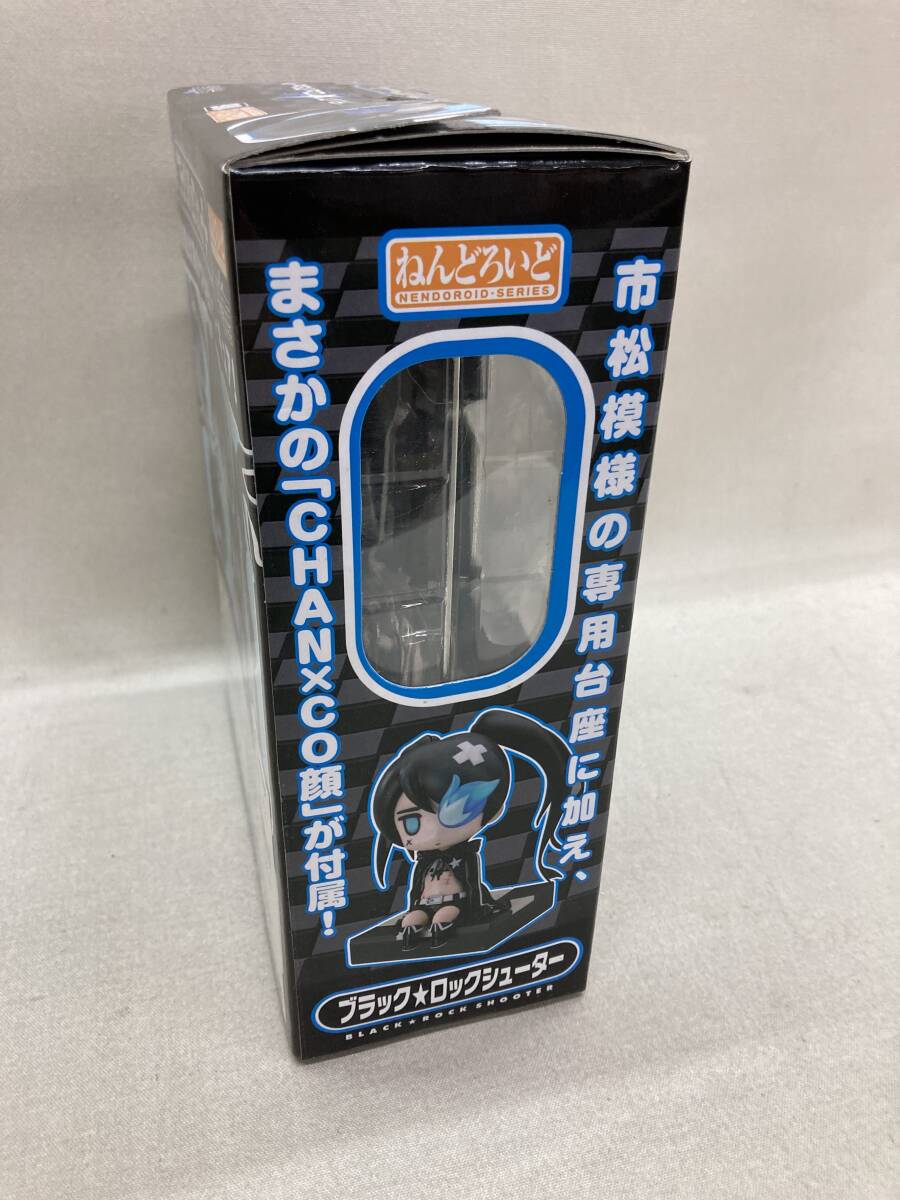 ねんどろいど
NENDOROID・SERIES
市松模様の専用台座に加え、
まさかの「CHAN×CO顔」が付属!
ブラック★ロックシューター
BLACK★ROCK SHOOTER